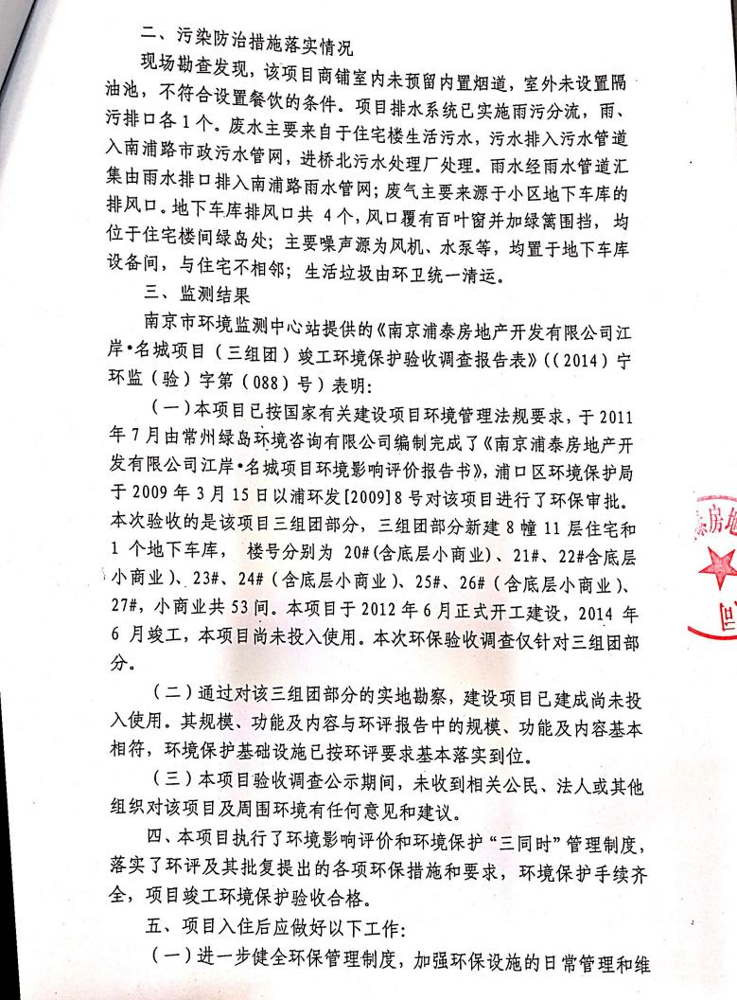 二、污染防治措施落实情况
现场勘查发现，该项目商铺室内未预留内置烟道，室外未设置隔
油池，不符合设置餐饮的条件。项目排水系统已实施雨污分流，雨、
污排口各1个。废水主要来自于住宅楼生活污水，污水排入污水管道
入南浦路市政污水管网，进桥北污水处理厂处理。雨水经雨水管道汇
集由雨水排口排入南浦路雨水管网；废气主要来源于小区地下车库的
排风口。地下车库排风口共 4个，风口覆有百叶窗并加绿篱围挡，均
位于住宅楼间绿岛处；主要噪声源为风机、水泵等，均置于地下车库
设备间，与住宅不相邻；生活垃圾由环卫统一清运。
三、监测结果
南京市环境监测中心站提供的《南京浦泰房地产开发有限公司江
岸•名城项目（三组团）竣工环境保护验收调查报告表》（（2014）宁
环监（验）字第（088）号）表明：
（一）本项目已按国家有关建设项目环境管理法规要求，于2011
年7月由常州绿岛环境咨询有限公司编制完成了《南京浦泰房地产开
发有限公司江岸•名城项目环境影响评价报告书》，浦口区环境保护局
于2009年3月15日以浦环发[2009]8号对该项目进行了环保审批。
本次验收的是该项目三组团部分，三组团部分新建8幢11层住宅和
1个地下车库， 楼号分别为 20#(含底层小商业)、21#、22#含底层
小商业）、23#、24#（含底层小商业）、25#、26#（含底层小商业）、
27#，小商业共53间。本项目于2012年6月正式开工建设，2014 年
6月竣工，本项目尚未投入使用。本次环保验收调查仅针对三组团部
分。
（二）通过对该三组团部分的实地勘察，建设项目已建成尚未投
入使用。其规模、功能及内容与环评报告中的规模、功能及内容基本
相符，环境保护基础设施已按环评要求基本落实到位。
（三）本项目验收调查公示期间，未收到相关公民、法人或其他
组织对该项目及周围环境有任何意见和建议。
四、本项目执行了环境影响评价和环境保护“三同时”管理制度，
落实了环评及其批复提出的各项环保措施和要求，环境保护手续齐
全，项目竣工环境保护验收合格。
五、项目入住后应做好以下工作：
（一）进一步健全环保管理制度，加强环保设施的日常管理和维
泰房地
司